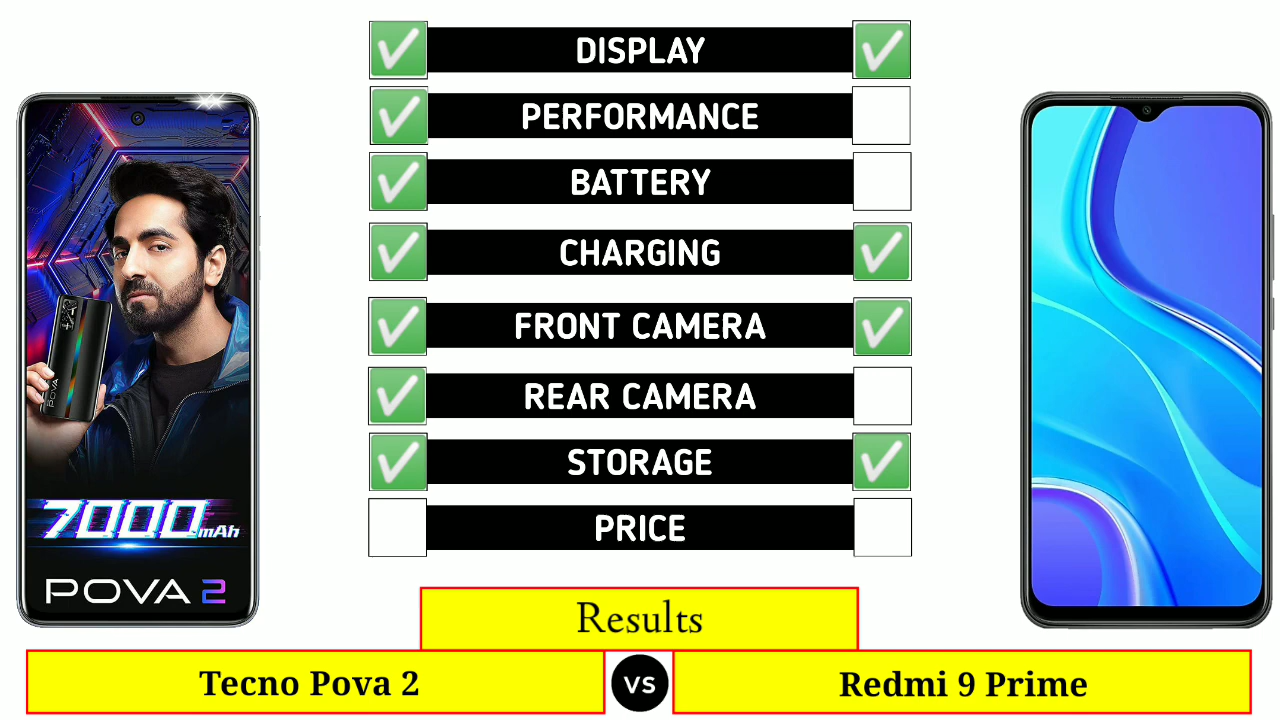 DISPLAY
PERFORMANCE
BATTERY
CHARGING
FRONT CAMERA
REAR CAMERA
STORAGE
PRICE
POVA
7000mAh
POVA 2
Results
Tecno Pova 2
VS
Redmi 9 Prime